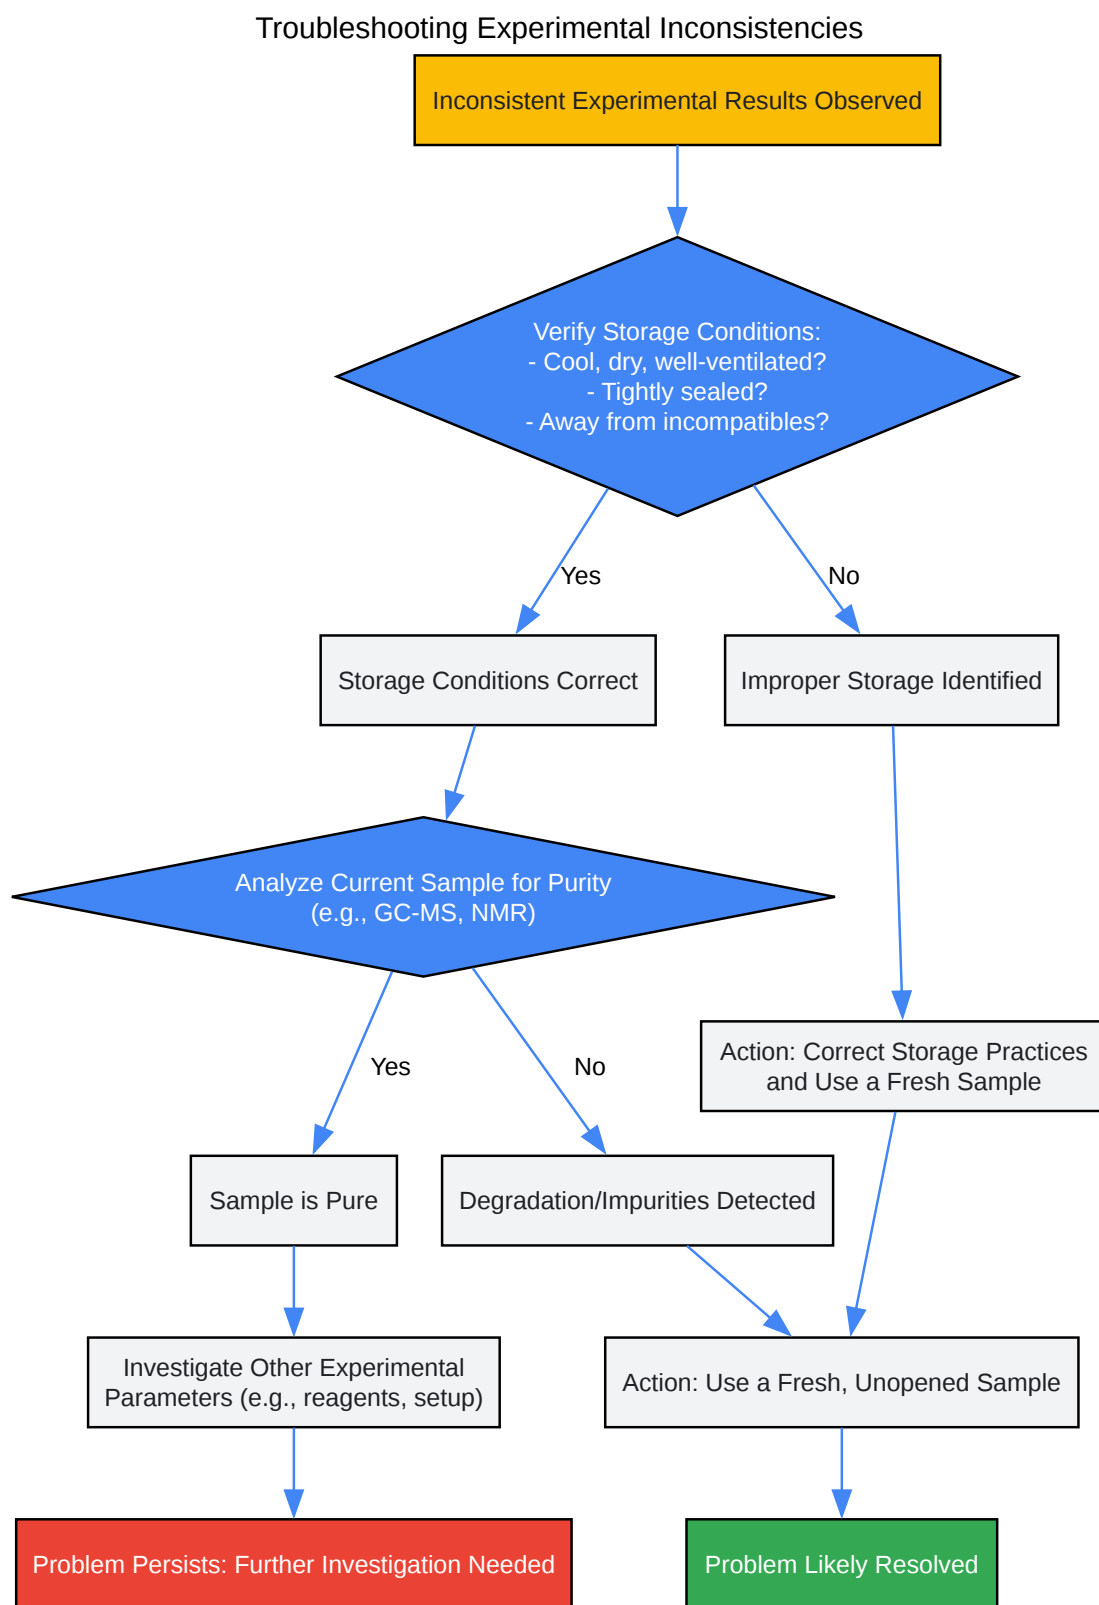 Troubleshooting Experimental Inconsistencies
Inconsistent Experimental Results Observed
Verify Storage Conditions:
- Cool, dry, well-ventilated?
- Tightly sealed?
- Away from incompatibles?
Yes
No
Storage Conditions Correct
Improper Storage Identified
Analyze Current Sample for Purity
(e.g., GC-MS, NMR)
Action: Correct Storage Practices
and Use a Fresh Sample
Yes
No
Sample is Pure
Degradation/Impurities Detected
Investigate Other Experimental
Parameters (e.g., reagents, setup)
Action: Use a Fresh, Unopened Sample
Problem Persists: Further Investigation Needed
Problem Likely Resolved